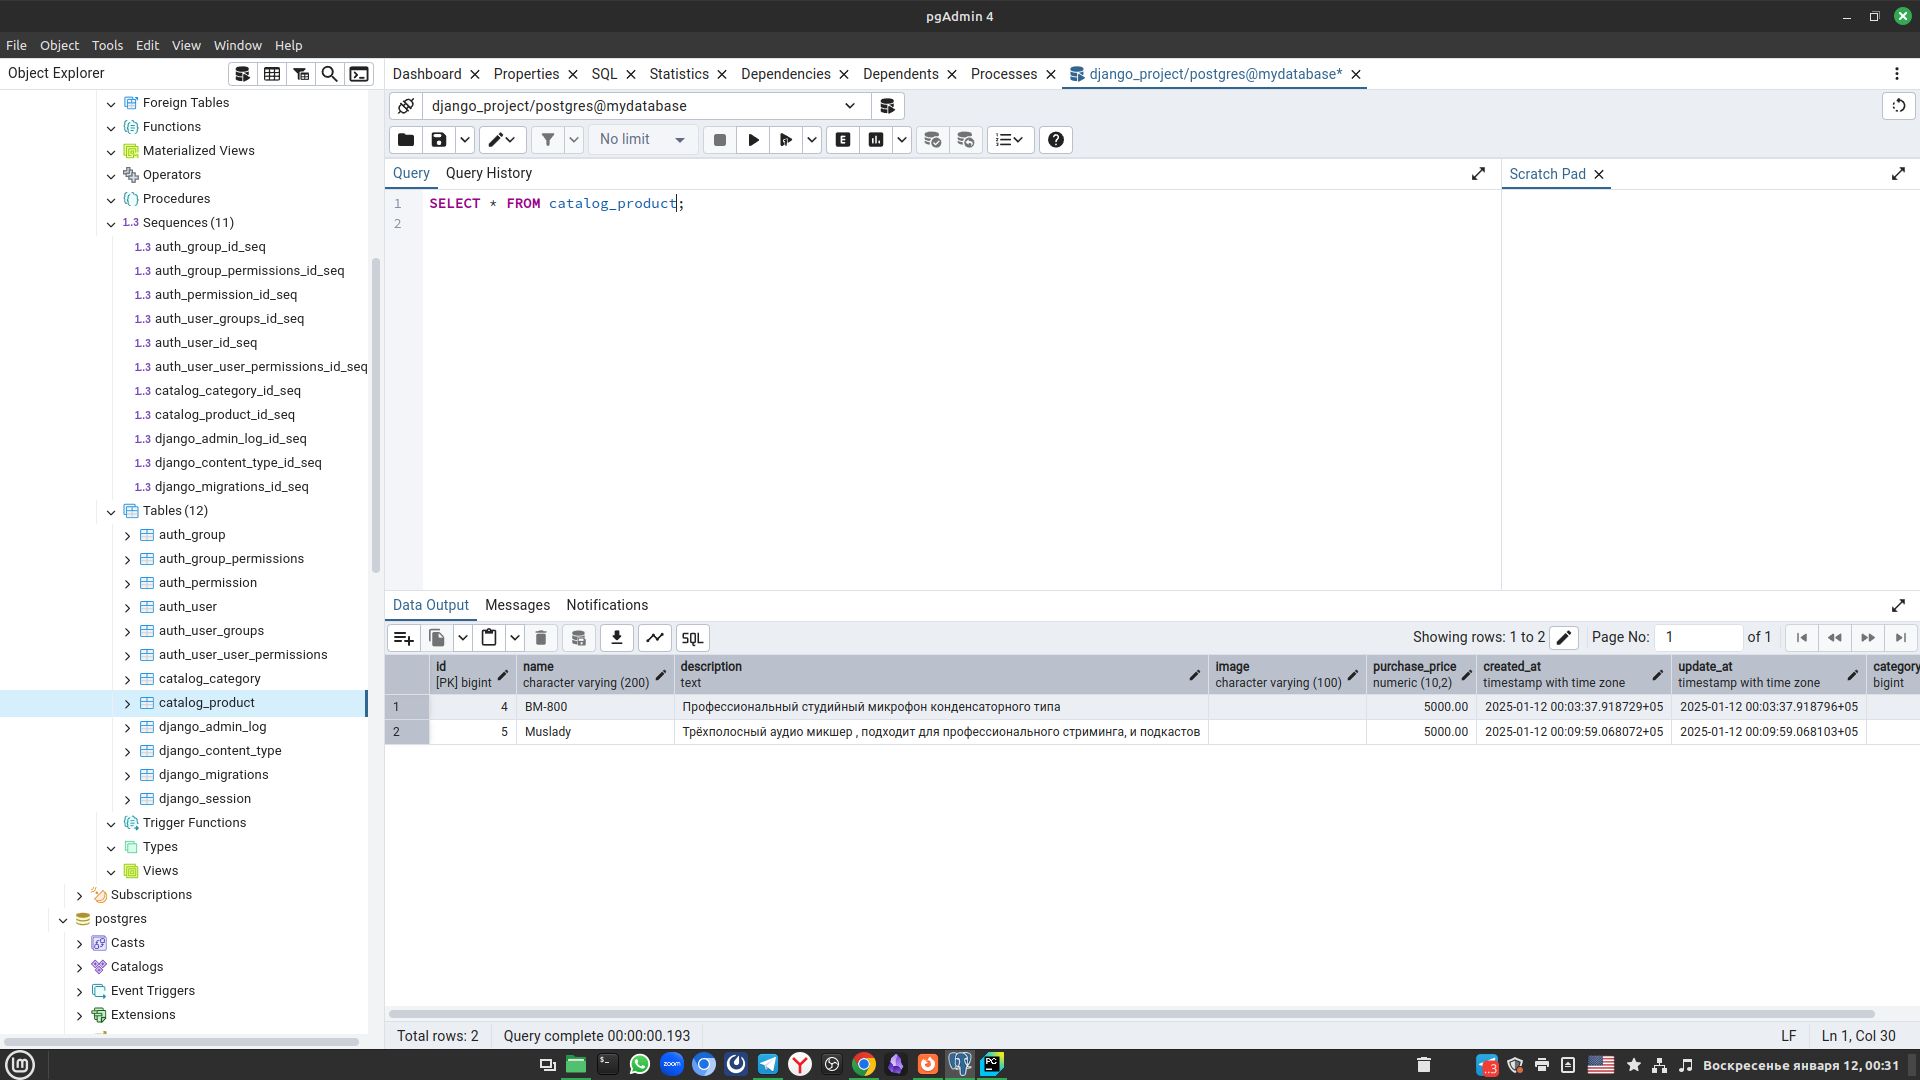 pgAdmin 4
File Object Tools Edit View Window Help
Object Explorer
Dashboard Properties SQL Statistics Dependencies Dependents Processes django_project/postgres@mydatabase*
django_project/postgres@mydatabase
No limit
Query Query History
Scratch Pad
1 SELECT * FROM catalog_product;
2
Foreign Tables
Functions
Materialized Views
Operators
Procedures
1..3 Sequences (11)
1..3 auth_group_id_seq
1..3 auth_group_permissions_id_seq
1..3 auth_permission_id_seq
1..3 auth_user_groups_id_seq
1..3 auth_user_id_seq
1..3 auth_user_user_permissions_id_seq
1..3 catalog_category_id_seq
1..3 catalog_product_id_seq
1..3 django_admin_log_id_seq
1..3 django_content_type_id_seq
1..3 django_migrations_id_seq
Tables (12)
auth_group
auth_group_permissions
auth_permission
auth_user
auth_user_groups
auth_user_user_permissions
catalog_category
catalog_product
django_admin_log
django_content_type
django_migrations
django_session
Trigger Functions
Types
Views
Subscriptions
postgres
Casts
Catalogs
Event Triggers
Extensions
Data Output Messages Notifications
SQL Showing rows: 1 to 2 Page No: 1 of 1
id name description image purchase_price created_at update_at category
[PK] bigint character varying (200) text character varying (100) numeric (10,2) timestamp with time zone timestamp with time zone bigint
1 4 BM-800 Профессиональный студийный микрофон конденсаторного типа 5000.00 2025-01-12 00:03:37.918729+05 2025-01-12 00:03:37.918796+05
2 5 Muslady Трёхполосный аудио микшер , подходит для профессионального стриминга, и подкастов 5000.00 2025-01-12 00:09:59.068072+05 2025-01-12 00:09:59.068103+05
Total rows: 2 Query complete 00:00:00.193 LF Ln 1, Col 30
zoom PC Воскресенье января 12, 00:31